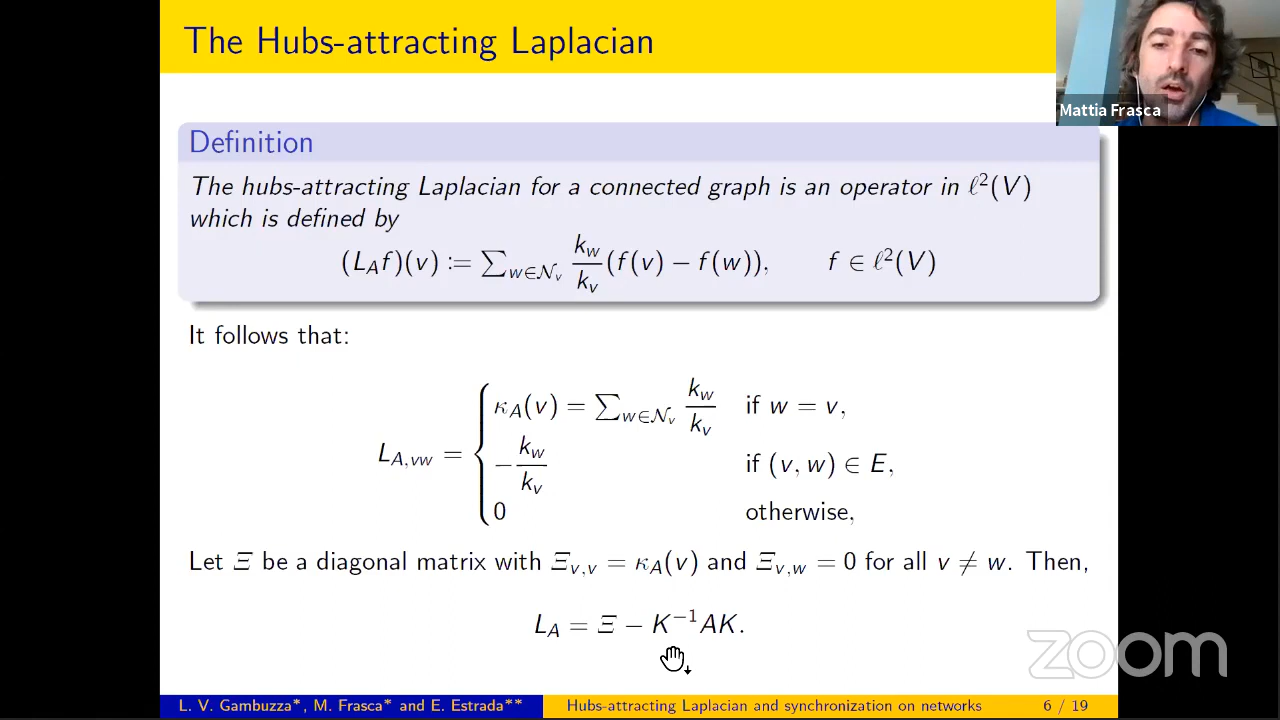 The Hubs-attracting Laplacian
Mattia Frasca
Definition
The hubs-attracting Laplacian for a connected graph is an operator in ℓ²(V)
which is defined by
(L_A f)(v) := ∑_{w∈𝒩_v} k_w/k_v (f(v) − f(w)), f ∈ ℓ²(V)
It follows that:
L_{A,vw} = { κ_A(v) = ∑_{w∈𝒩_v} k_w/k_v if w = v,
−k_w/k_v if (v, w) ∈ E,
0 otherwise,
Let Ξ be a diagonal matrix with Ξ_{v,v} = κ_A(v) and Ξ_{v,w} = 0 for all v ≠ w. Then,
L_A = Ξ − K⁻¹AK.
zoom
L. V. Gambuzza*, M. Frasca* and E. Estrada** Hubs-attracting Laplacian and synchronization on networks 6 / 19